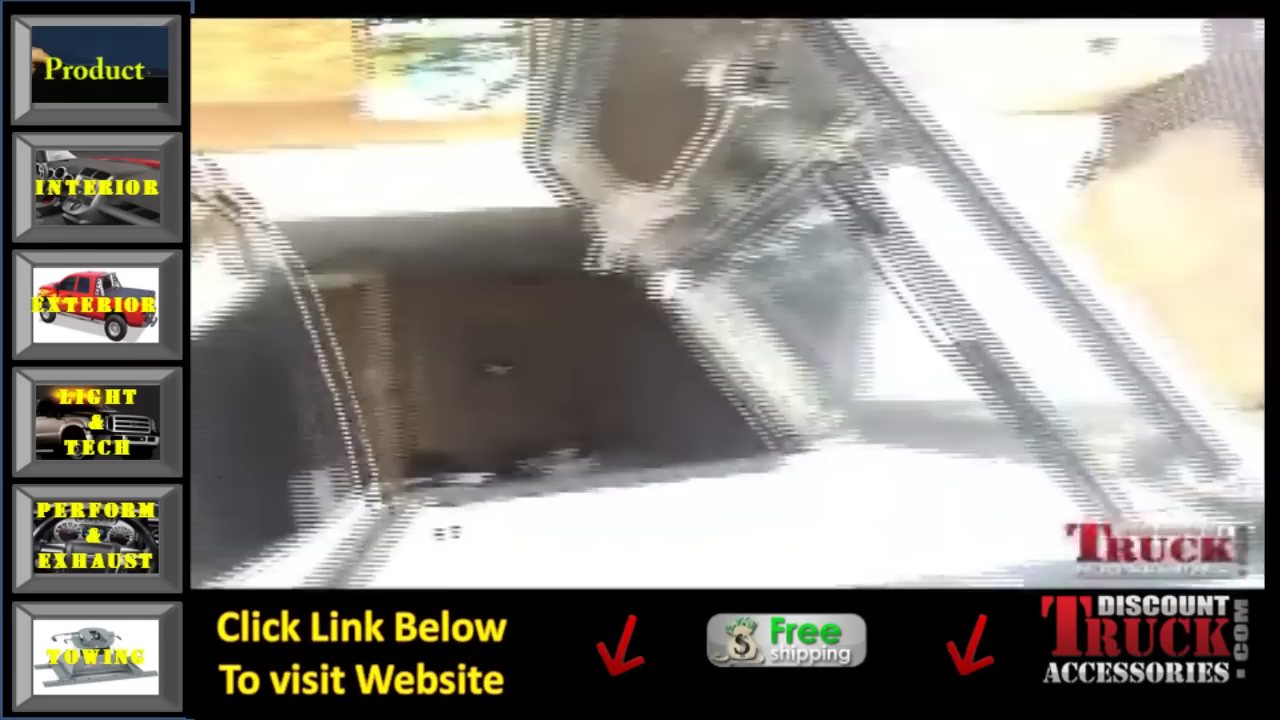 Product
INTERIOR
EXTERIOR
LIGHT
&
TECH
PERFORM
&
EXHAUST
TOWING
TRUCK
Click Link Below
To visit Website
Free
shipping
DISCOUNT
TRUCK
ACCESSORIES
.COM